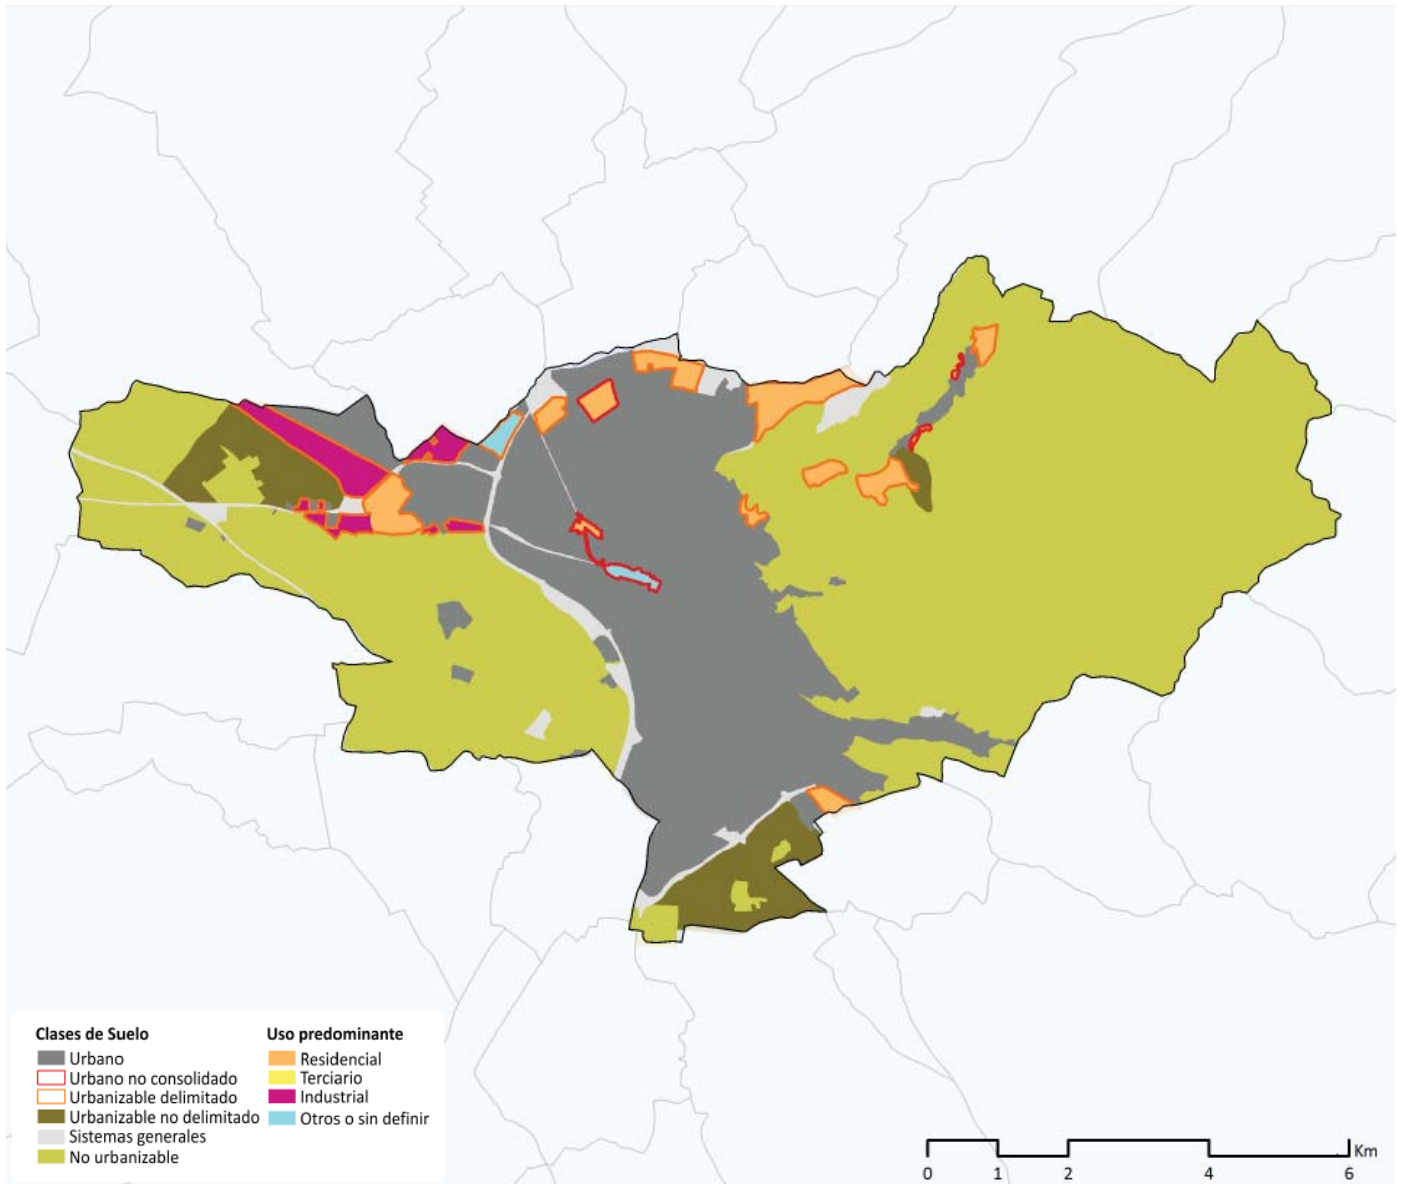 Clases de Suelo
Urbano
Urbano no consolidado
Urbanizable delimitado
Urbanizable no delimitado
Sistemas generales
No urbanizable
Uso predominante
Residencial
Terciario
Industrial
Otros o sin definir
Km
0 1 2 4 6